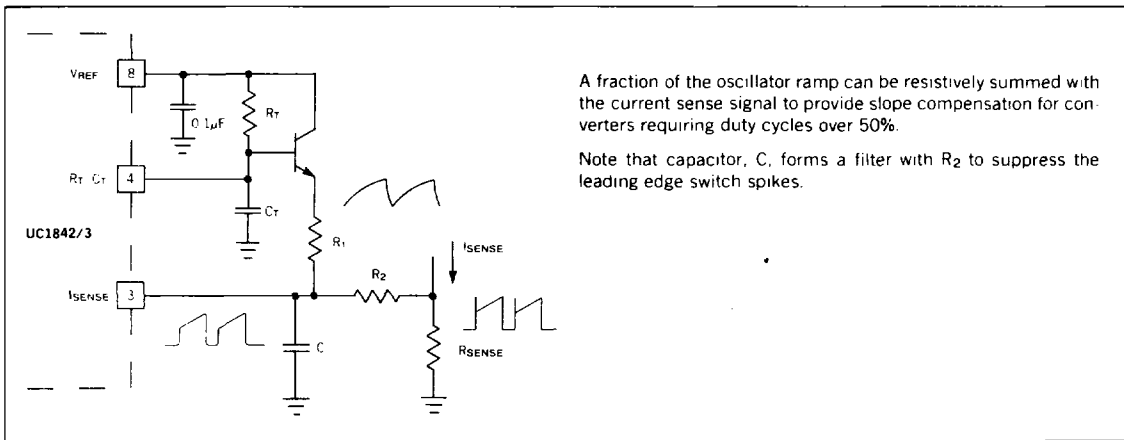 VREF
8
0.1μF
RT
RT CT
4
CT
UC1842/3
R1
ISENSE
R2
ISENSE
3
C
RSENSE
A fraction of the oscillator ramp can be resistively summed with
the current sense signal to provide slope compensation for con-
verters requiring duty cycles over 50%.
Note that capacitor, C, forms a filter with R2 to suppress the
leading edge switch spikes.